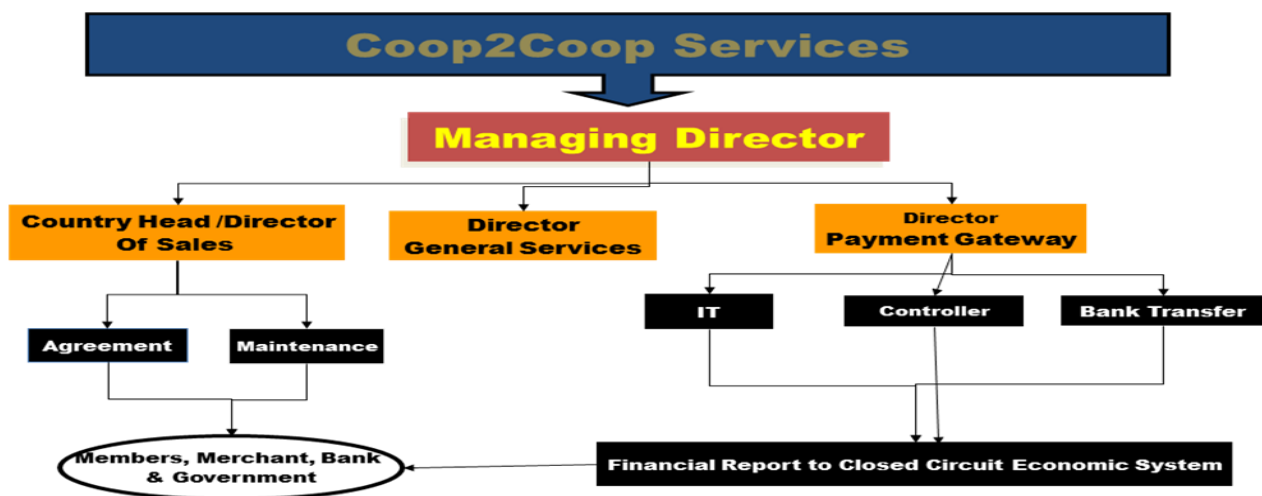 Coop2Coop Services
Managing Director
Country Head /Director
Of Sales
Director
General Services
Director
Payment Gateway
IT
Controller
Bank Transfer
Agreement
Maintenance
Members, Merchant, Bank
& Government
Financial Report to Closed Circuit Economic System